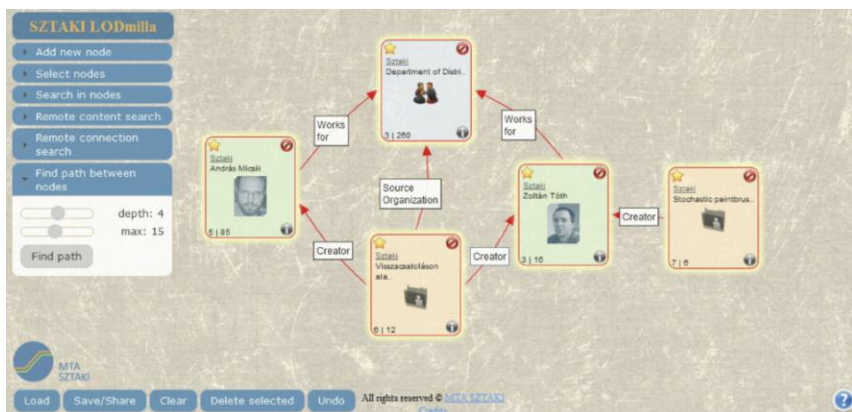 SZTAKI LODmilla
Add new node
Select nodes
Search in nodes
Remote content search
Remote connection
search
Find path between
nodes
depth: 4
max: 15
Find path
Sztaki
Department of Distri..
3 | 260
Works
for
Works
for
Sztaki
András Micsik
5 | 85
Source
Organization
Sztaki
Zoltán Tóth
3 | 16
Sztaki
Stochastic paintbrus..
7 | 6
Creator
Creator
Creator
Sztaki
Visszacsatoláson
ala..
6 | 12
MTA
SZTAKI
Load
Save/Share
Clear
Delete selected
Undo
All rights reserved © MTA SZTAKI
Credits
?